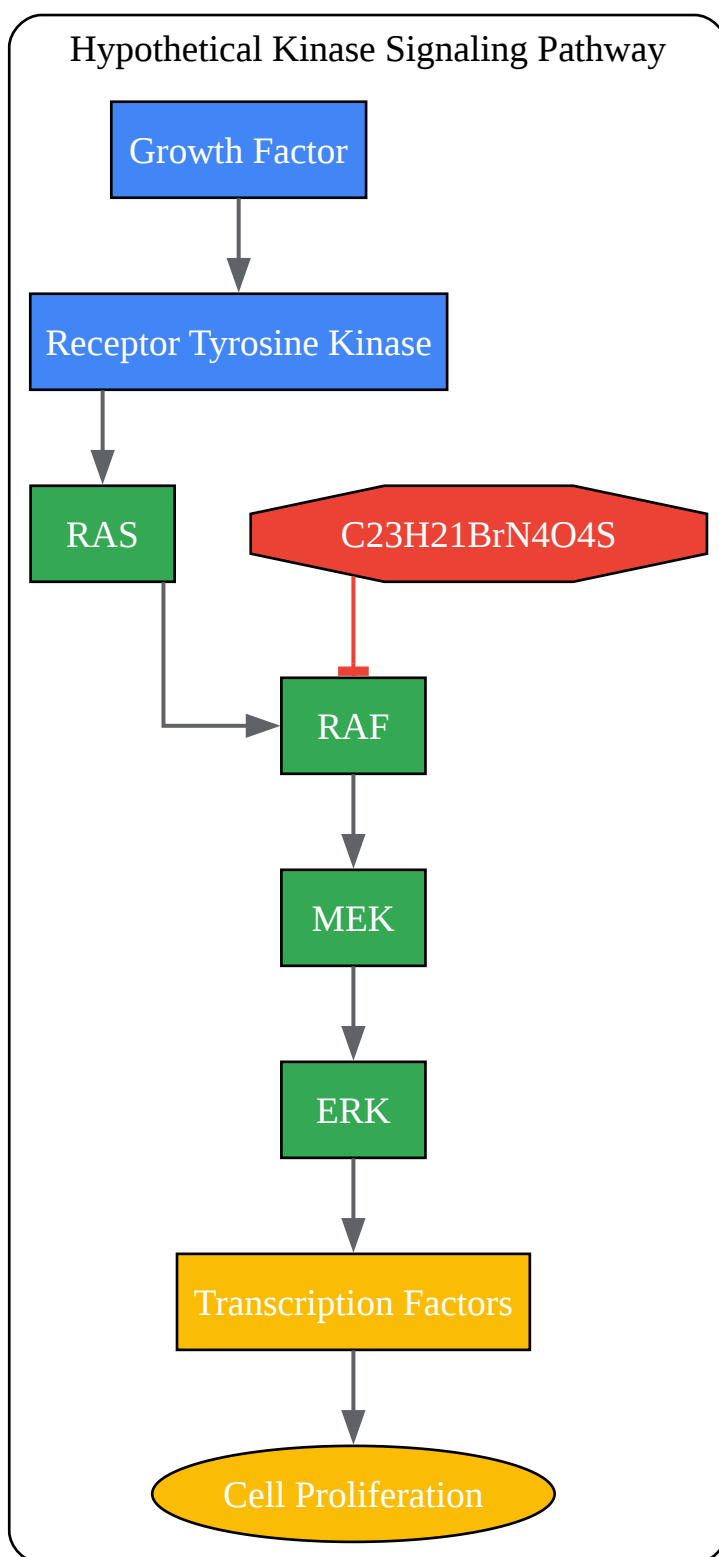 Hypothetical Kinase Signaling Pathway
Growth Factor
Receptor Tyrosine Kinase
RAS
C23H21BrN4O4S
RAF
MEK
ERK
Transcription Factors
Cell Proliferation